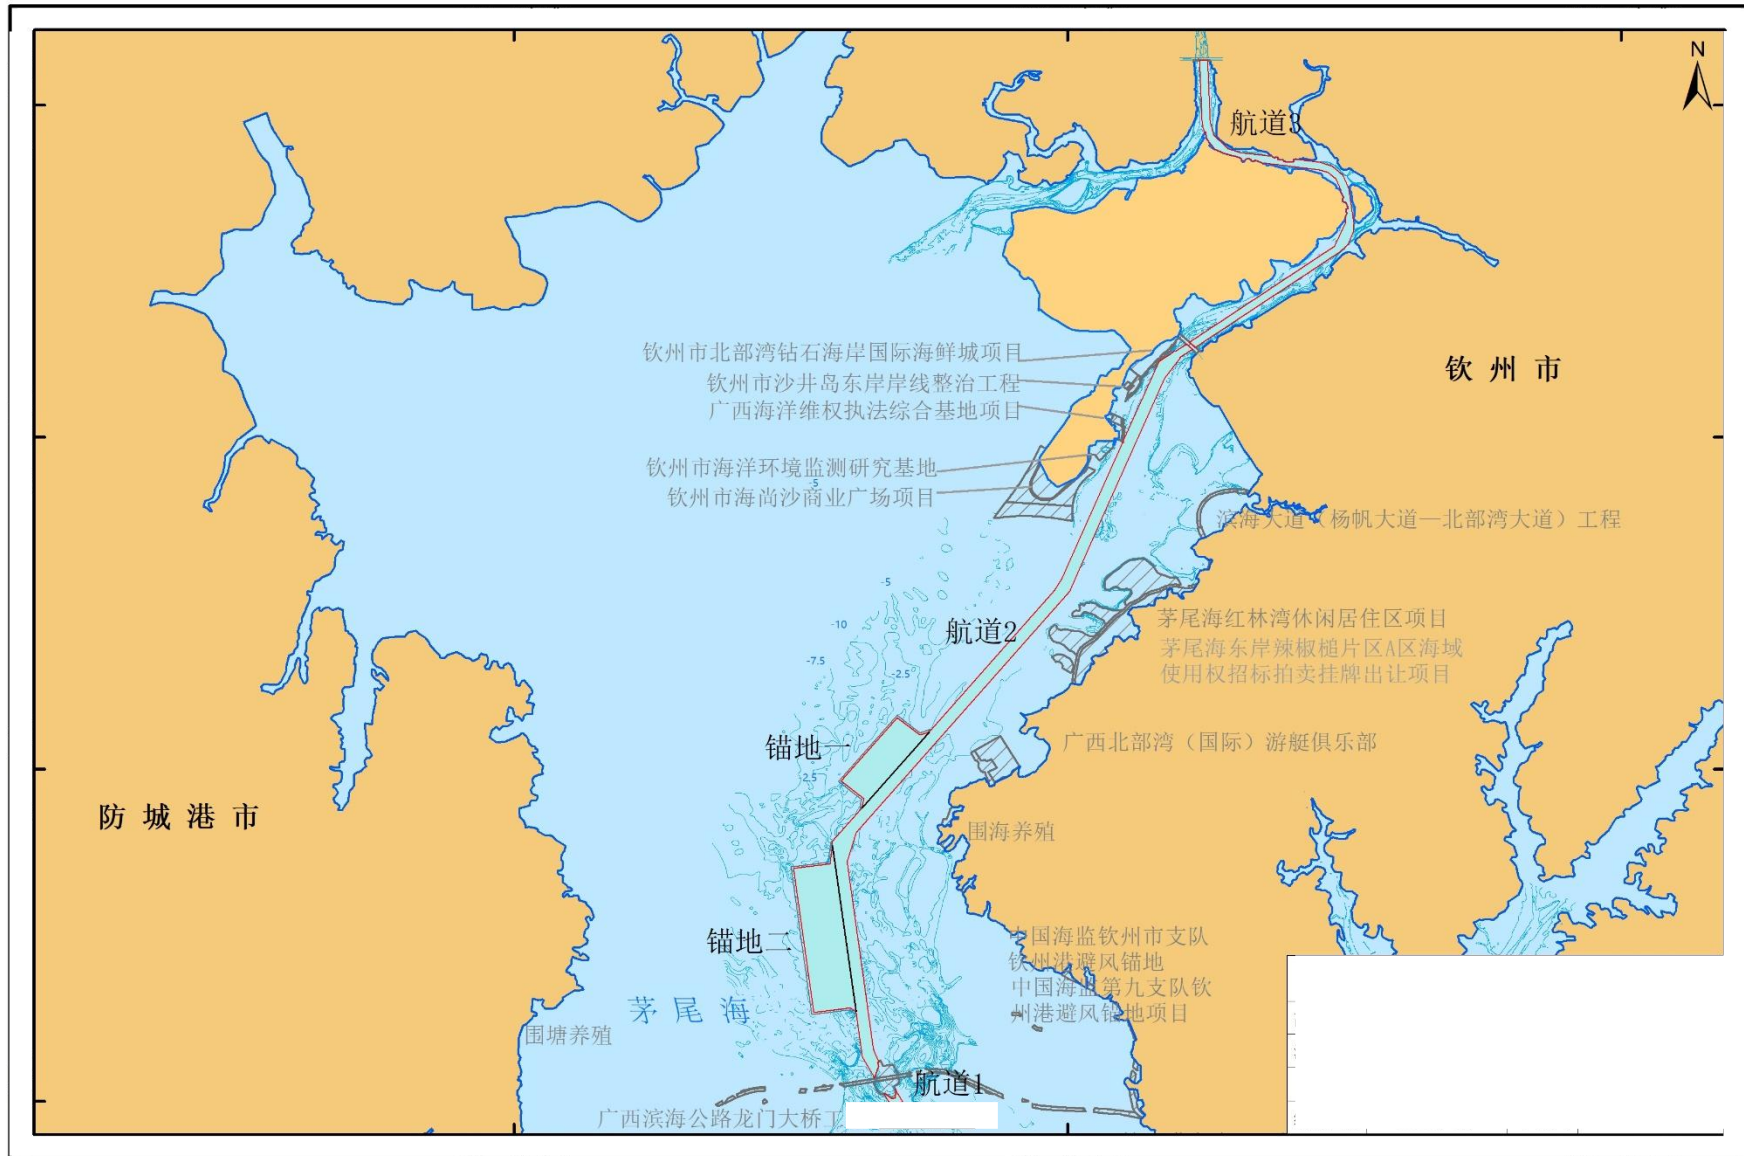 N
航道3
钦州市北部湾钻石海岸国际海鲜城项目
钦州市
钦州市沙井岛东岸岸线整治工程
广西海洋维权执法综合基地项目
钦州市海洋环境监测研究基地
-5
钦州市海尚沙商业广场项目
滨海大道（杨帆大道—北部湾大道）工程
-5
-10
航道2
茅尾海红林湾休闲居住区项目
茅尾海东岸辣椒槌片区A区海域
使用权招标拍卖挂牌出让项目
-7.5
-2.5
锚地一
广西北部湾（国际）游艇俱乐部
-2.5
防城港市
围海养殖
锚地二
中国海监钦州市支队
钦州港避风锚地
中国海监第九支队钦
州港避风锚地项目
茅尾海
围塘养殖
航道1
广西滨海公路龙门大桥工